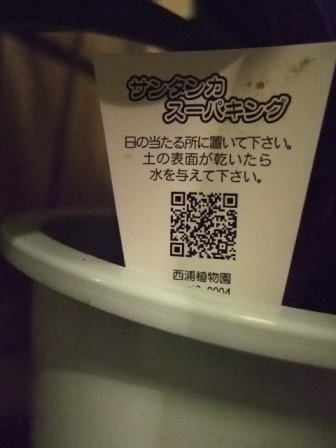 サンタンカ
スーパキング
日の当たる所に置いて下さい。
土の表面が乾いたら
水を与えて下さい。
西浦植物園